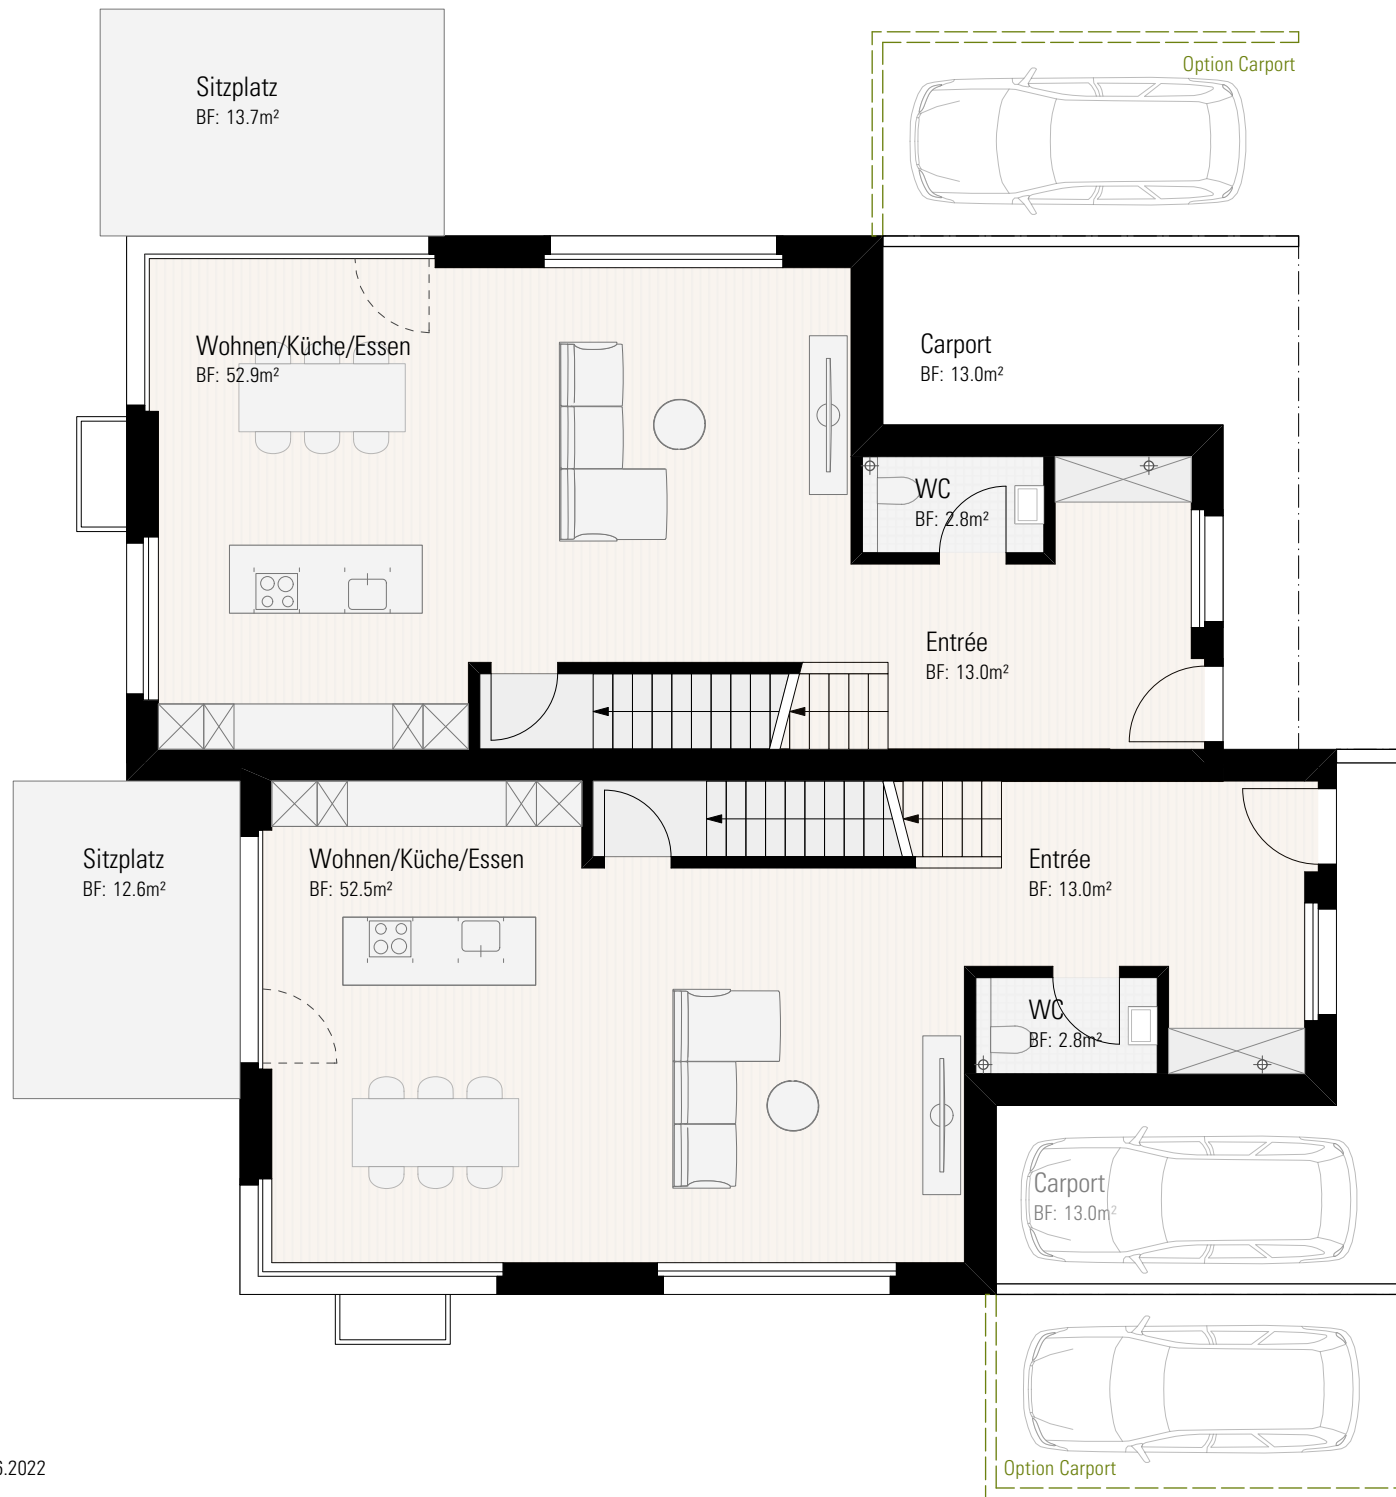 Option Carport
Sitzplatz
BF: 13.7m²
Wohnen/Küche/Essen
BF: 52.9m²
Carport
BF: 13.0m²
WC
BF: 2.8m²
Entrée
BF: 13.0m²
Sitzplatz
BF: 12.6m²
Wohnen/Küche/Essen
BF: 52.5m²
Entrée
BF: 13.0m²
WC
BF: 2.8m²
Carport
BF: 13.0m²
Option Carport
.2022